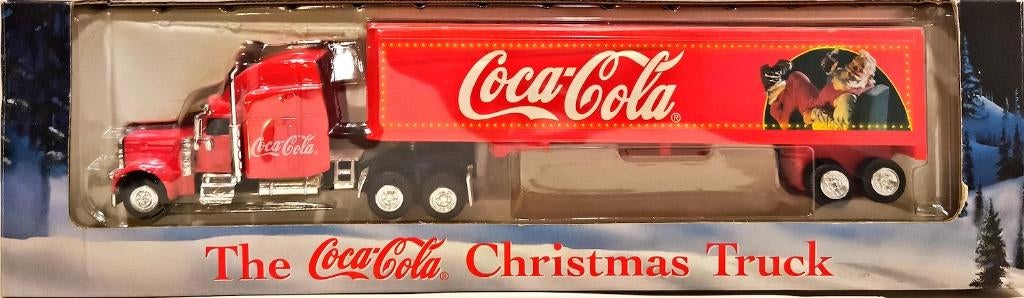 Coca-Cola®
Coca-Cola
The Coca-Cola® Christmas Truck